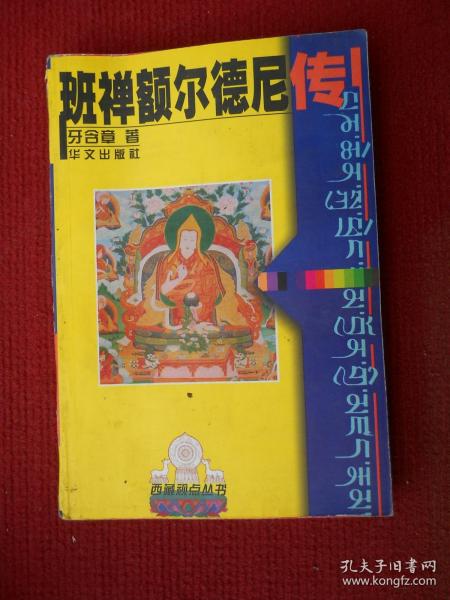 班禅额尔德尼传
牙含章 著
华文出版社
西藏视点丛书
孔夫子旧书网
www.kongfz.com